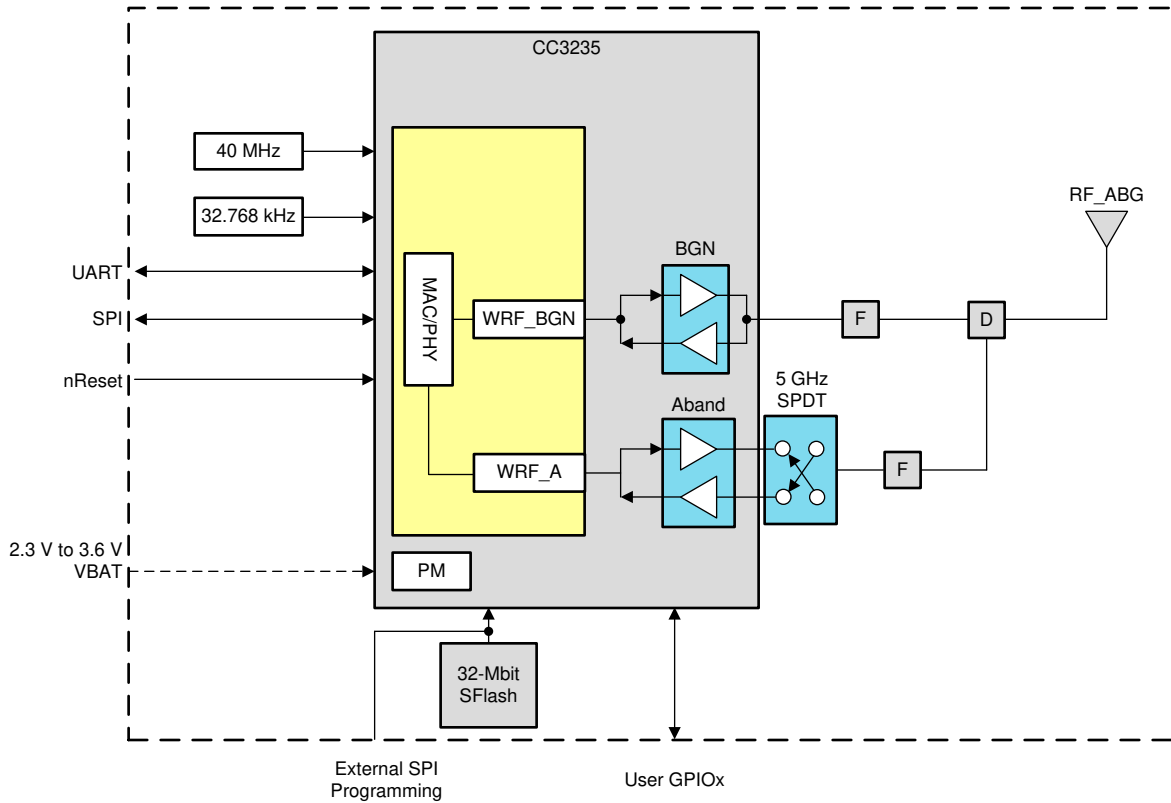 CC3235
40 MHz
32.768 kHz
UART
SPI
nReset
MAC/PHY
WRF_BGN
WRF_A
BGN
Aband
5 GHz
SPDT
F
D
F
RF_ABG
2.3 V to 3.6 V
VBAT
PM
32-Mbit
SFlash
External SPI
Programming
User GPIOx